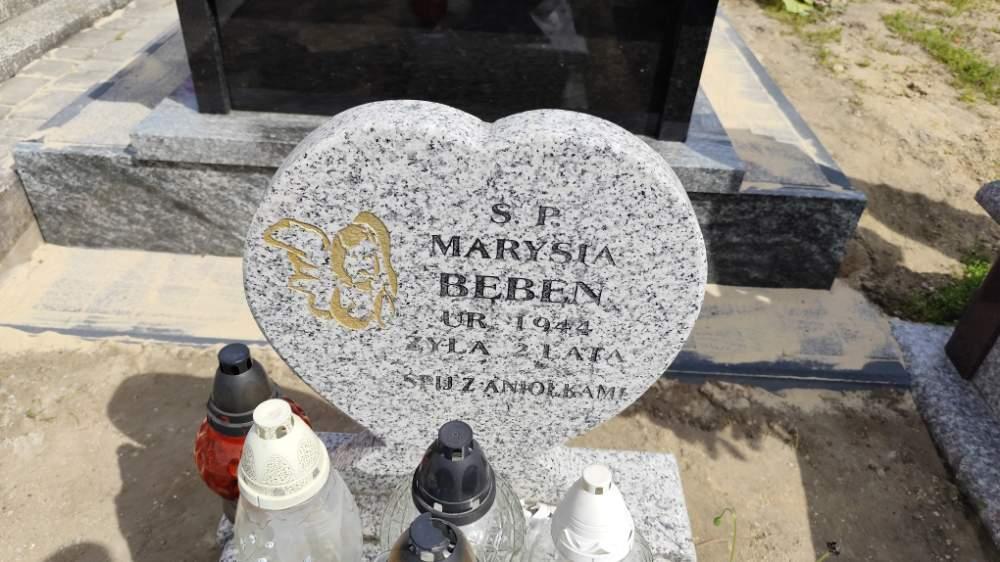 S. P.
MARYSIA
BEBEN
UR. 1944
ŻYŁA 2 LATA
ŚPIJ Z ANIOŁKAMI